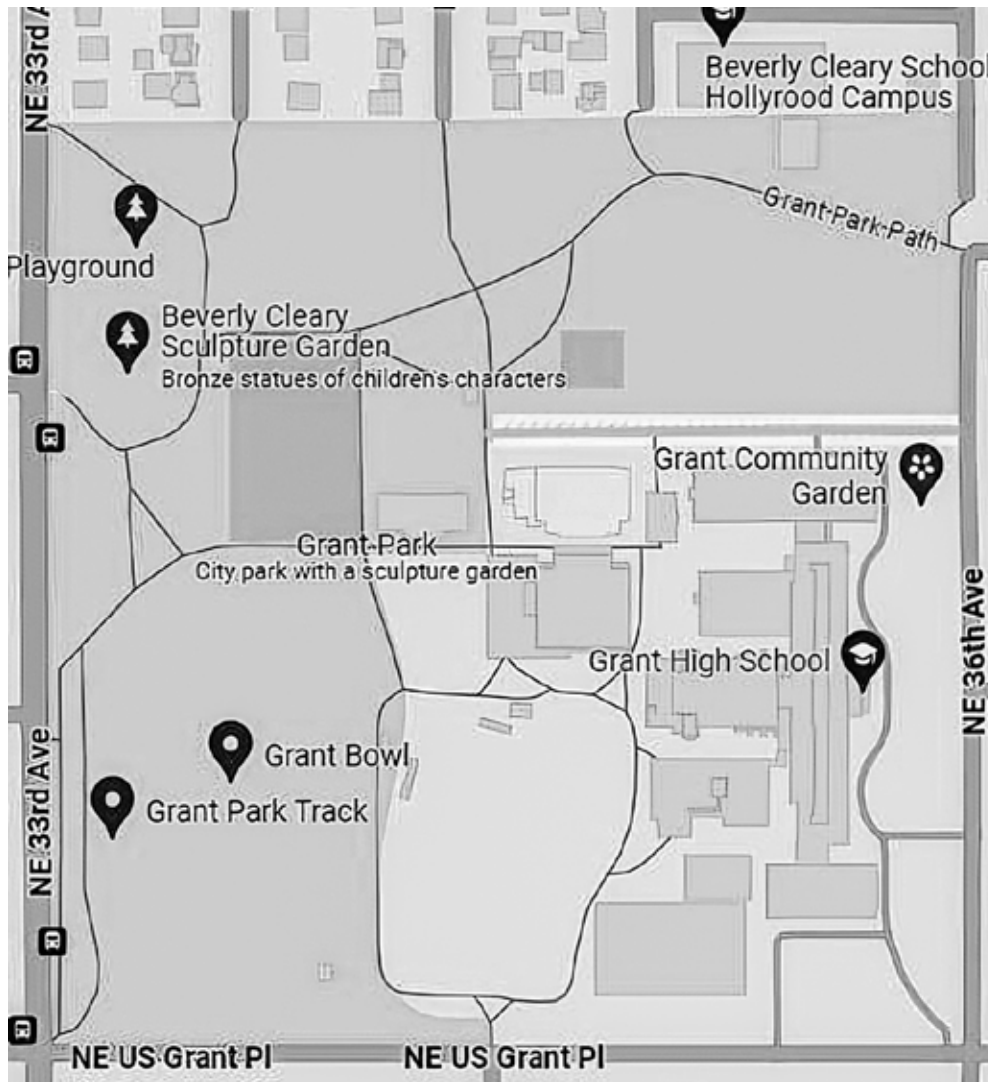 NE 33rd A
Beverly Cleary School
Hollyrood Campus
Grant-Park-Path
Playground
Beverly Cleary
Sculpture Garden
Bronze statues of children's characters
Grant Community
Garden
Grant Park
City park with a sculpture garden
Grant High School
NE 36th Ave
Grant Bowl
Grant Park Track
NE 33rd Ave
NE US Grant Pl
NE US Grant Pl